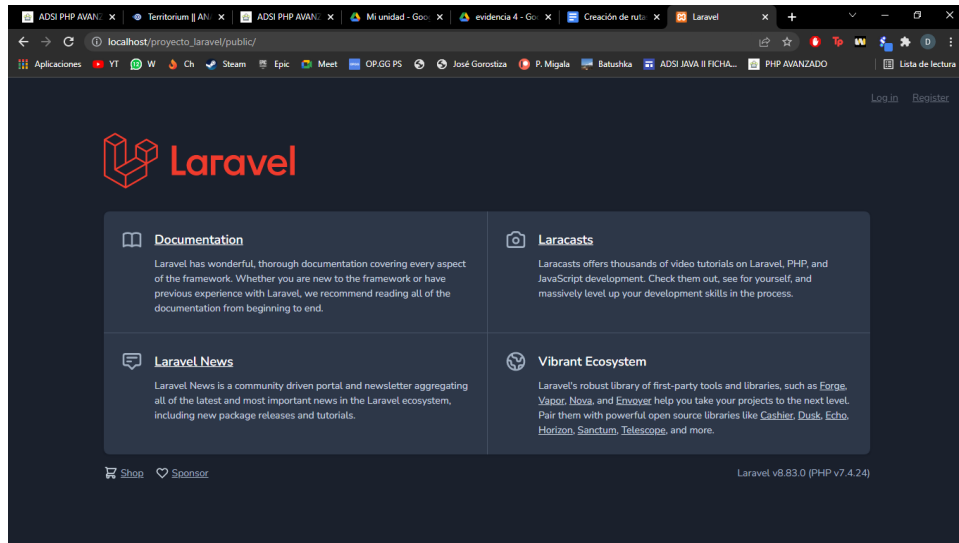 ADSI PHP AVANZ
Territorium || AN
ADSI PHP AVANZ
Mi unidad - Goo
evidencia 4 - Go
Creación de ruta
Laravel
localhost/proyecto_laravel/public/
Aplicaciones
YT
W
Ch
Steam
Epic
Meet
OP.GG PS
José Gorostiza
P. Migala
Batushka
ADSI JAVA II FICHA...
PHP AVANZADO
Lista de lectura
Log in
Register
Laravel
Documentation
Laravel has wonderful, thorough documentation covering every aspect
of the framework. Whether you are new to the framework or have
previous experience with Laravel, we recommend reading all of the
documentation from beginning to end.
Laracasts
Laracasts offers thousands of video tutorials on Laravel, PHP, and
JavaScript development. Check them out, see for yourself, and
massively level up your development skills in the process.
Laravel News
Laravel News is a community driven portal and newsletter aggregating
all of the latest and most important news in the Laravel ecosystem,
including new package releases and tutorials.
Vibrant Ecosystem
Laravel's robust library of first-party tools and libraries, such as Forge,
Vapor, Nova, and Envoyer help you take your projects to the next level.
Pair them with powerful open source libraries like Cashier, Dusk, Echo,
Horizon, Sanctum, Telescope, and more.
Shop
Sponsor
Laravel v8.83.0 (PHP v7.4.24)